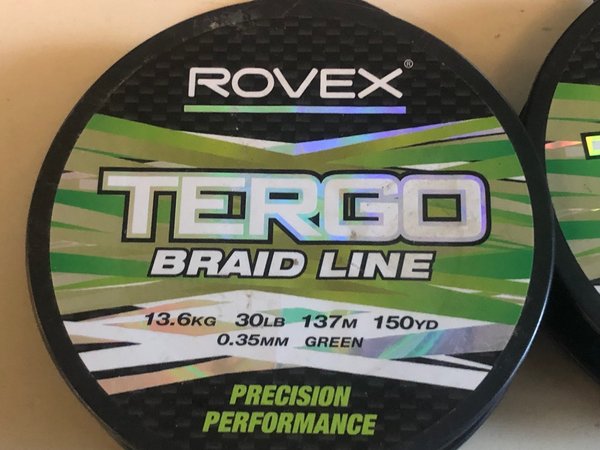 ROVEX®
TERGO
BRAID LINE
13.6KG 30LB 137M 150YD
0.35MM GREEN
PRECISION
PERFORMANCE